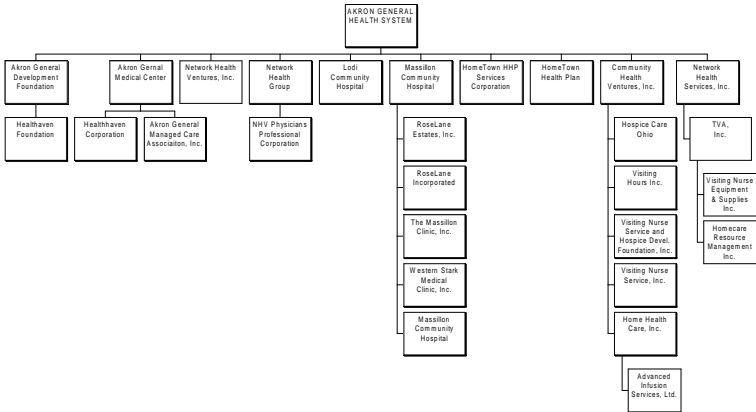 AKRON GENERAL
HEALTH SYSTEM
Akron General
Development
Foundation
Akron Gernal
Medical Center
Network Health
Ventures, Inc.
Network
Health
Group
Lodi
Community
Hospital
Massillon
Community
Hospital
HomeTown HHP
Services
Corporation
HomeTown
Health Plan
Community
Health
Ventures, Inc.
Network
Health
Services, Inc.
Healthaven
Foundation
Healthhaven
Corporation
Akron General
Managed Care
Associaiton, Inc.
NHV Physicians
Professional
Corporation
RoseLane
Estates, Inc.
RoseLane
Incorporated
The Massillon
Clinic, Inc.
Western Stark
Medical
Clinic, Inc.
Massillon
Community
Hospital
Hospice Care
Ohio
Visiting
Hours Inc.
Visiting Nurse
Service and
Hospice Devel.
Foundation, Inc.
Visiting Nurse
Service, Inc.
Home Health
Care, Inc.
Advanced
Infusion
Services, Ltd.
TVA,
Inc.
Visiting Nurse
Equipment
& Supplies
Inc.
Homecare
Resource
Management
Inc.